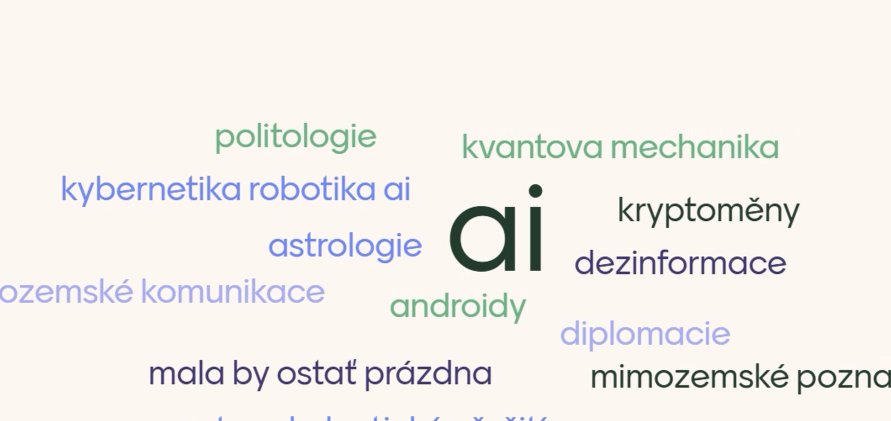 politologie
kvantova mechanika
kybernetika robotika ai
ai
kryptoměny
astrologie
dezinformace
ozemské komunikace
androidy
diplomacie
mala by ostať prázdna
mimozemské pozna